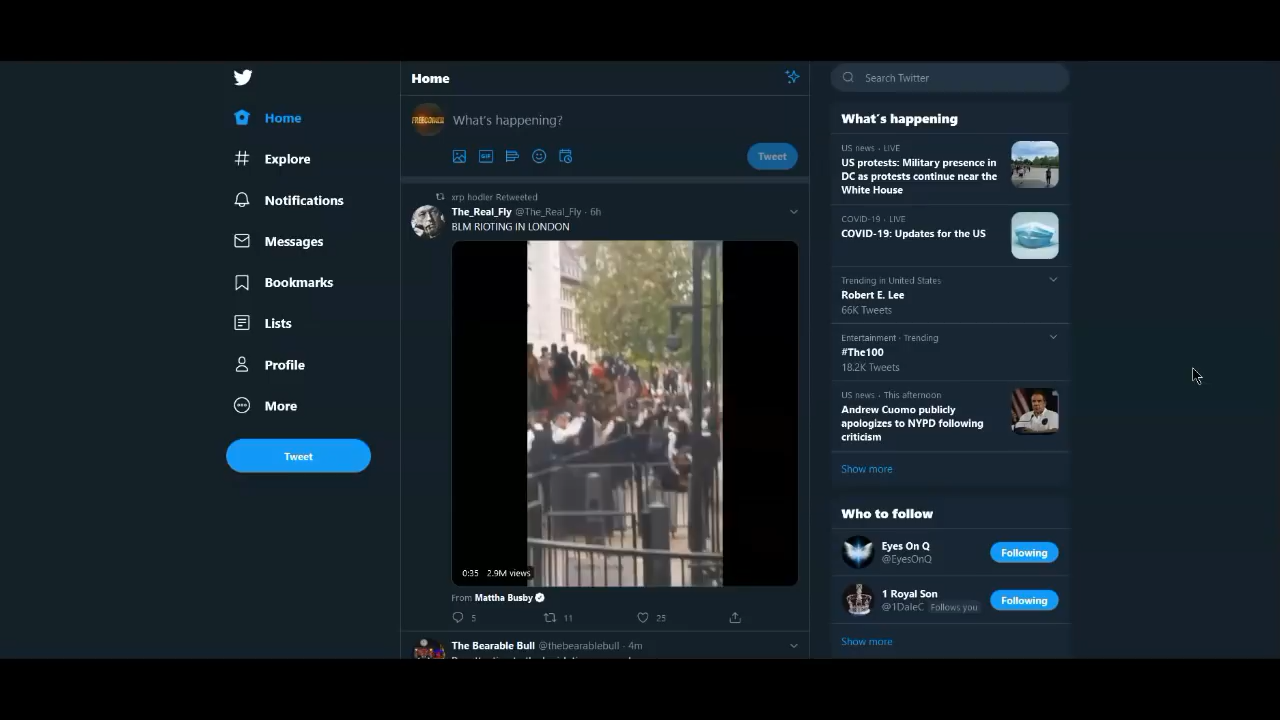 Home
Explore
Notifications
Messages
Bookmarks
Lists
Profile
More
Tweet
Home
What's happening?
GIF
Tweet
xrp hodler Retweeted
The_Real_Fly @The_Real_Fly · 6h
BLM RIOTING IN LONDON
0:35 2.9M views
From Mattha Busby
5 11 25
The Bearable Bull @thebearablebull · 4m
Search Twitter
What's happening
US news · LIVE
US protests: Military presence in
DC as protests continue near the
White House
COVID-19 · LIVE
COVID-19: Updates for the US
Trending in United States
Robert E. Lee
66K Tweets
Entertainment · Trending
#The100
18.2K Tweets
US news · This afternoon
Andrew Cuomo publicly
apologizes to NYPD following
criticism
Show more
Who to follow
Eyes On Q
@EyesOnQ
Following
1 Royal Son
@1DaleC Follows you
Following
Show more